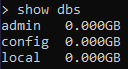 > show dbs
admin   0.000GB
config  0.000GB
local   0.000GB